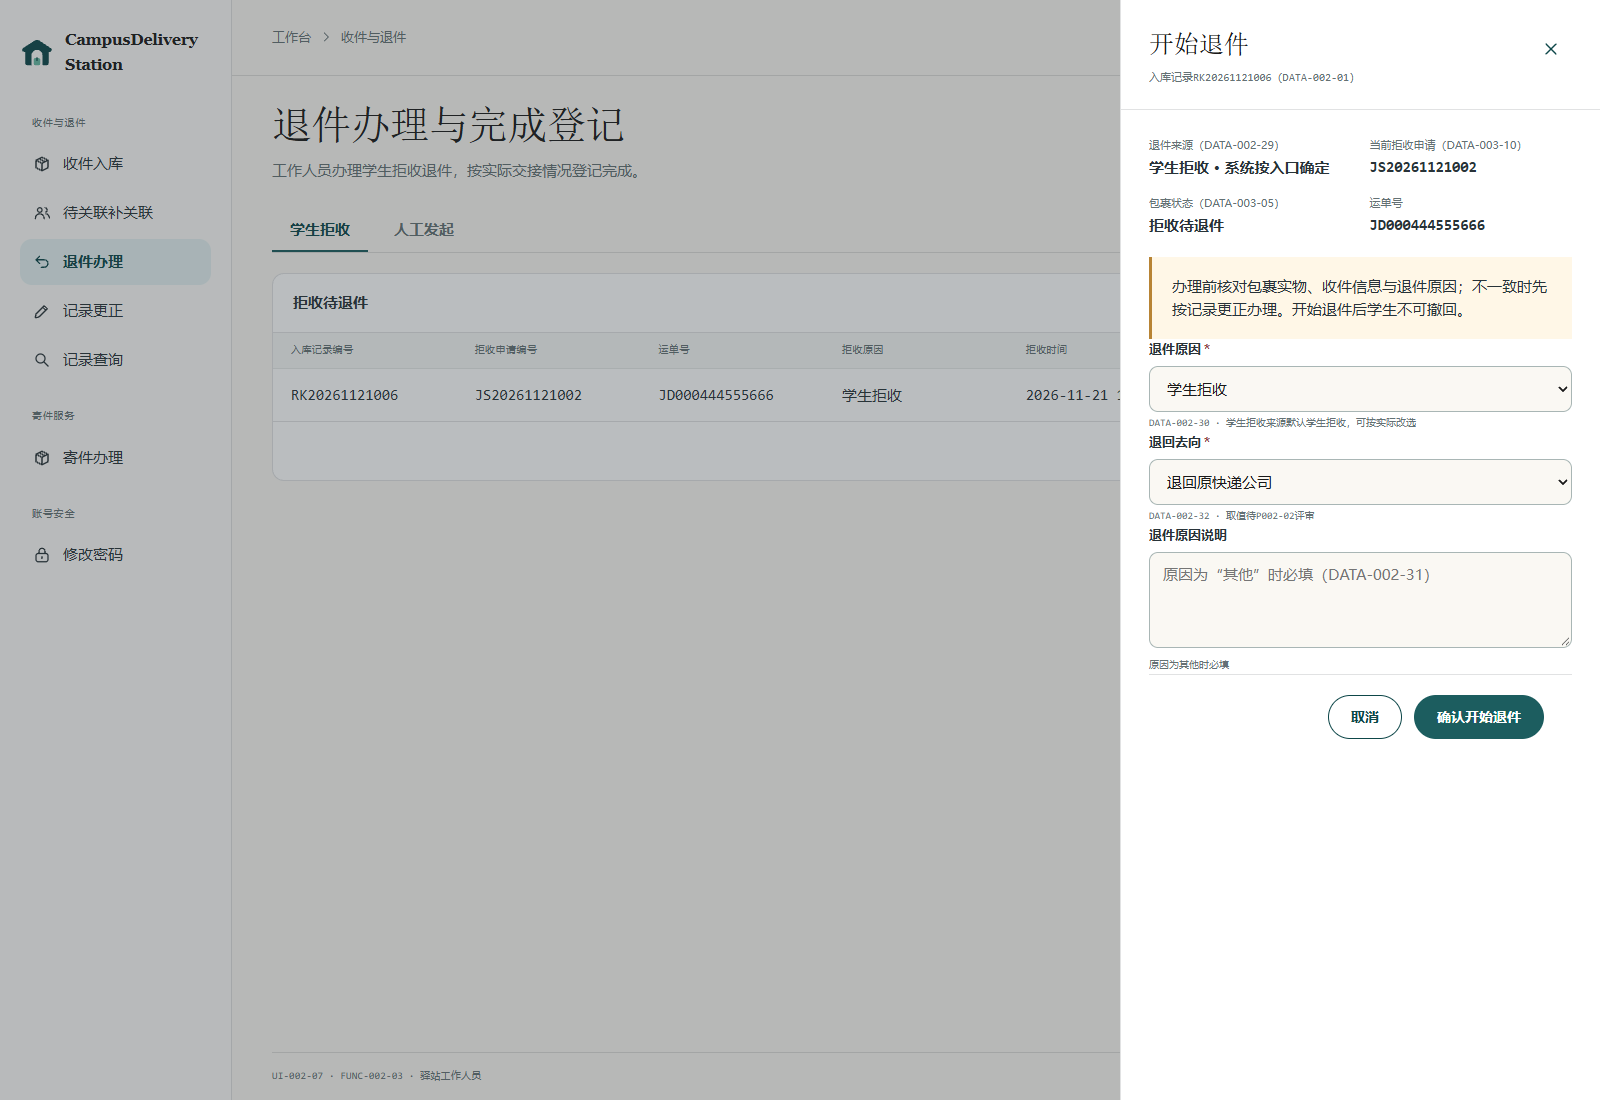 CampusDelivery
Station
收件与退件
收件入库
待关联补关联
退件办理
记录更正
记录查询
寄件服务
寄件办理
账号安全
修改密码
工作台 > 收件与退件
退件办理与完成登记
工作人员办理学生拒收退件，按实际交接情况登记完成。
学生拒收 人工发起
拒收待退件
入库记录编号 拒收申请编号 运单号 拒收原因 拒收时间
RK20261121006 JS20261121002 JD000444555666 学生拒收 2026-11-21
UI-002-07 · FUNC-002-03 · 驿站工作人员
开始退件
入库记录RK20261121006（DATA-002-01）
退件来源（DATA-002-29） 当前拒收申请（DATA-003-10）
学生拒收 • 系统按入口确定 JS20261121002
包裹状态（DATA-003-05） 运单号
拒收待退件 JD000444555666
办理前核对包裹实物、收件信息与退件原因；不一致时先
按记录更正办理。开始退件后学生不可撤回。
退件原因 *
学生拒收
DATA-002-30 · 学生拒收来源默认学生拒收，可按实际改选
退回去向 *
退回原快递公司
DATA-002-32 · 取值待P002-02评审
退件原因说明
原因为“其他”时必填（DATA-002-31）
原因为其他时必填
取消 确认开始退件